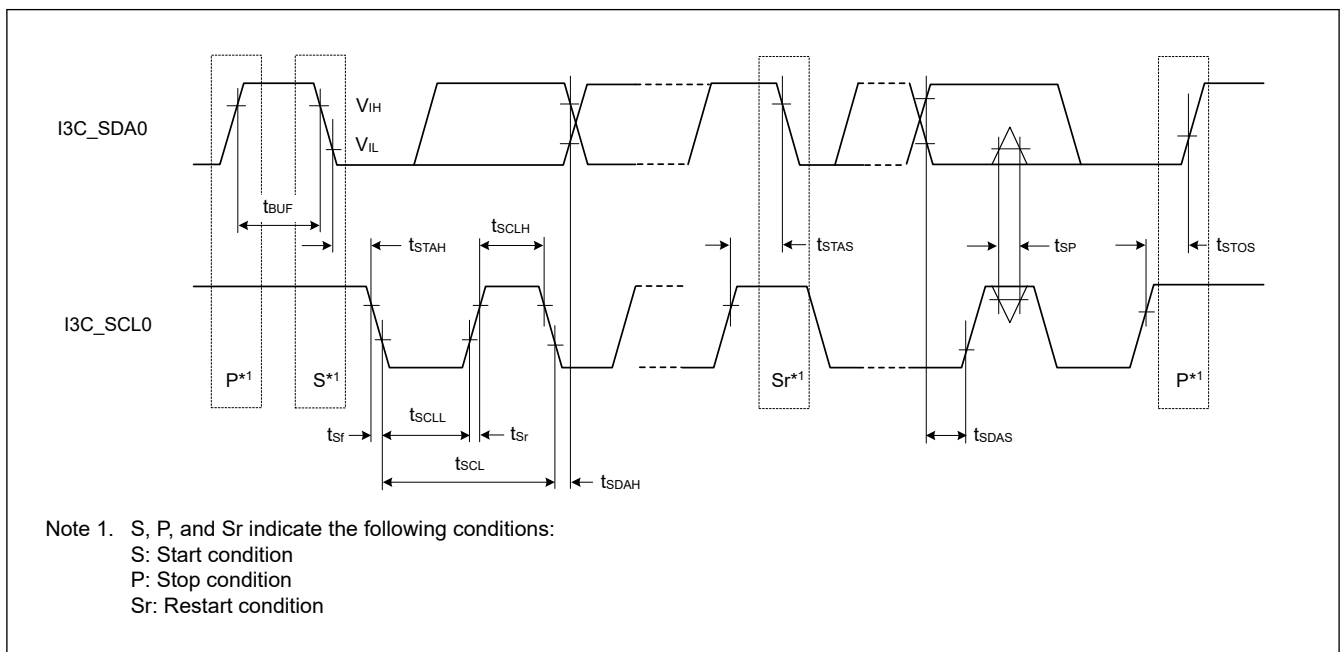 I3C_SDA0
VIH
VIL
tBUF
tSTAH
tSCLH
tSTAS
tSP
tSTOS
I3C_SCL0
P*1
S*1
Sr*1
P*1
tSf
tSCLL
tSr
tSDAS
tSCL
tSDAH
Note 1. S, P, and Sr indicate the following conditions:
S: Start condition
P: Stop condition
Sr: Restart condition